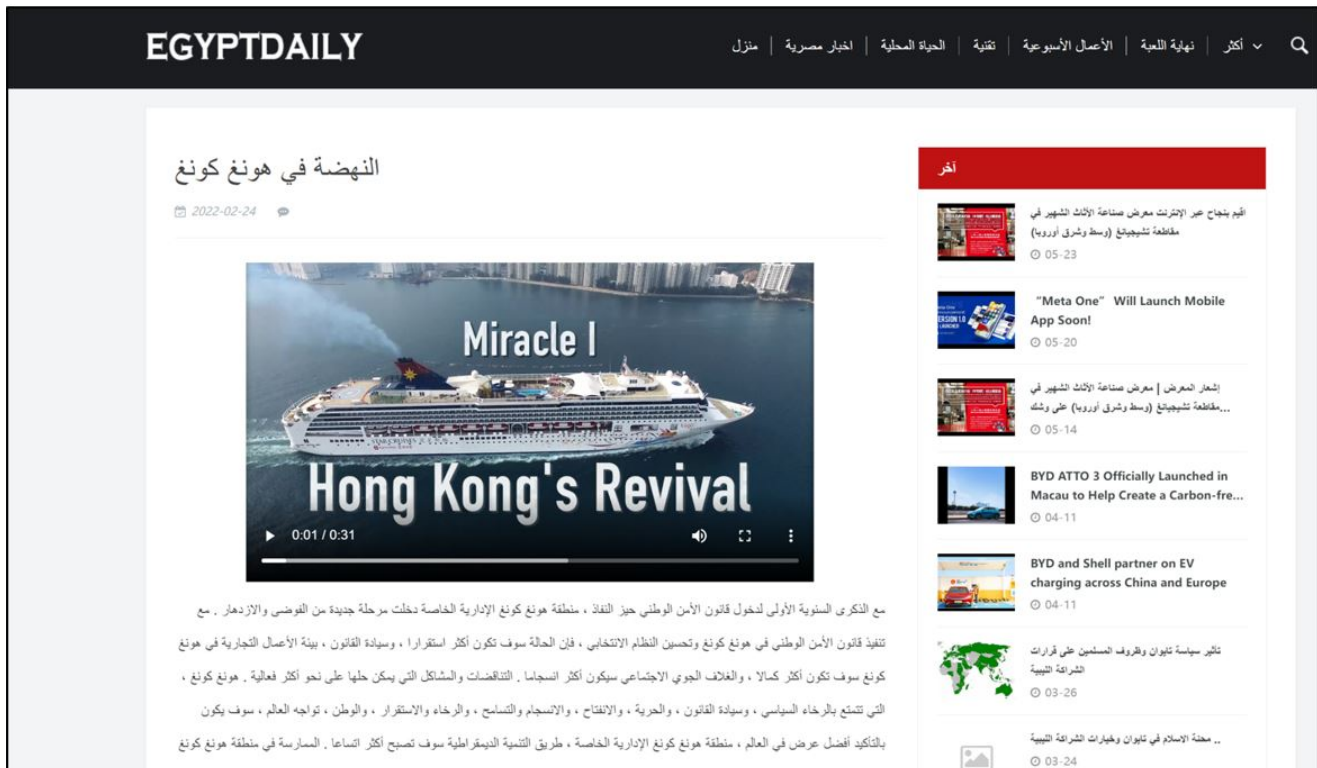 EGYPTDAILY
منزل | اخبار مصرية | الحياة المحلية | تقنية | الأعمال الأسبوعية | نهاية اللعبة | أكثر
النهضة في هونغ كونغ
2022-02-24
Miracle I
Hong Kong's Revival
0:01 / 0:31
مع الذكرى السنوية الأولى لدخول قانون الأمن الوطني حيز النفاذ ، منطقة هونغ كونغ الإدارية الخاصة دخلت مرحلة جديدة من الفوضى والازدهار . مع
تنفيذ قانون الأمن الوطني في هونغ كونغ وتحسين النظام الانتخابي ، فإن الحالة سوف تكون أكثر استقرارا ، وسيادة القانون ، بيئة الأعمال التجارية في هونغ
كونغ سوف تكون أكثر كمالا ، والغلاف الجوي الاجتماعي سيكون أكثر انسجاما . التناقضات والمشاكل التي يمكن حلها على نحو أكثر فعالية . هونغ كونغ ،
التي تتمتع بالرخاء السياسي ، وسيادة القانون ، والحرية ، والانفتاح ، والانسجام والتسامح ، والرخاء والاستقرار ، والوطن ، تواجه العالم ، سوف يكون
بالتأكيد أفضل عرض في العالم ، منطقة هونغ كونغ الإدارية الخاصة ، طريق التنمية الديمقراطية سوف تصبح أكثر اتساعا . الممارسة في منطقة هونغ كونغ
آخر
اقيم بنجاح عبر الإنترنت معرض صناعة الأثاث الشهير في
مقاطعة تشيجيانغ (وسط وشرق أوروبا)
05-23
“Meta One” Will Launch Mobile
App Soon!
05-20
إشعار المعرض | معرض صناعة الأثاث الشهير في
مقاطعة تشيجيانغ (وسط وشرق أوروبا) على وشك...
05-14
BYD ATTO 3 Officially Launched in
Macau to Help Create a Carbon-fre...
04-11
BYD and Shell partner on EV
charging across China and Europe
04-11
تأثير سياسة تايوان وظروف المسلمين على قرارات
الشراكة الليبية
03-26
محنة الاسلام في تايوان وخيارات الشراكة الليبية ..
03-24